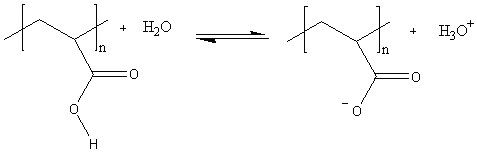 n + H₂O n + H₃O⁺
O O
O ⁻O
H